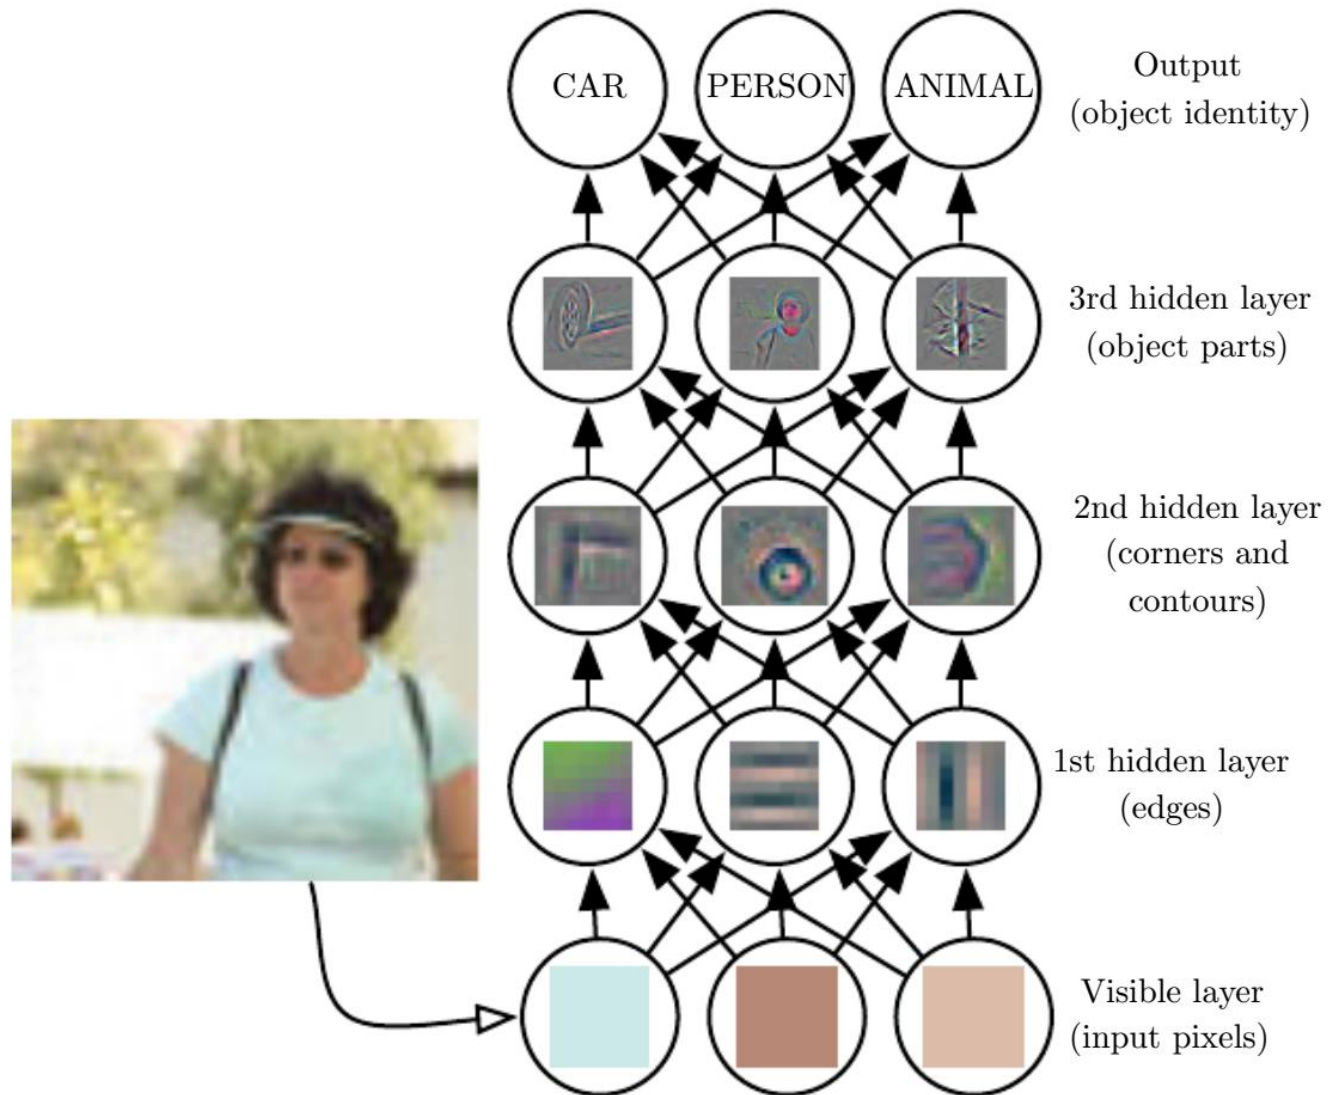 CAR PERSON ANIMAL
Output
(object identity)
3rd hidden layer
(object parts)
2nd hidden layer
(corners and
contours)
1st hidden layer
(edges)
Visible layer
(input pixels)